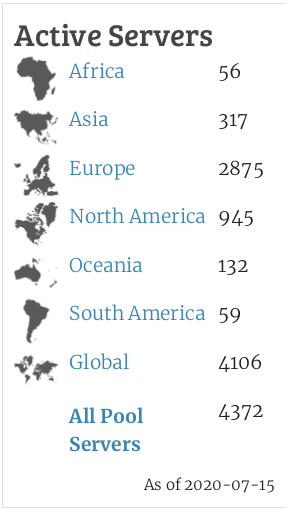 Active Servers
Africa 56
Asia 317
Europe 2875
North America 945
Oceania 132
South America 59
Global 4106
All Pool 4372
Servers
As of 2020-07-15